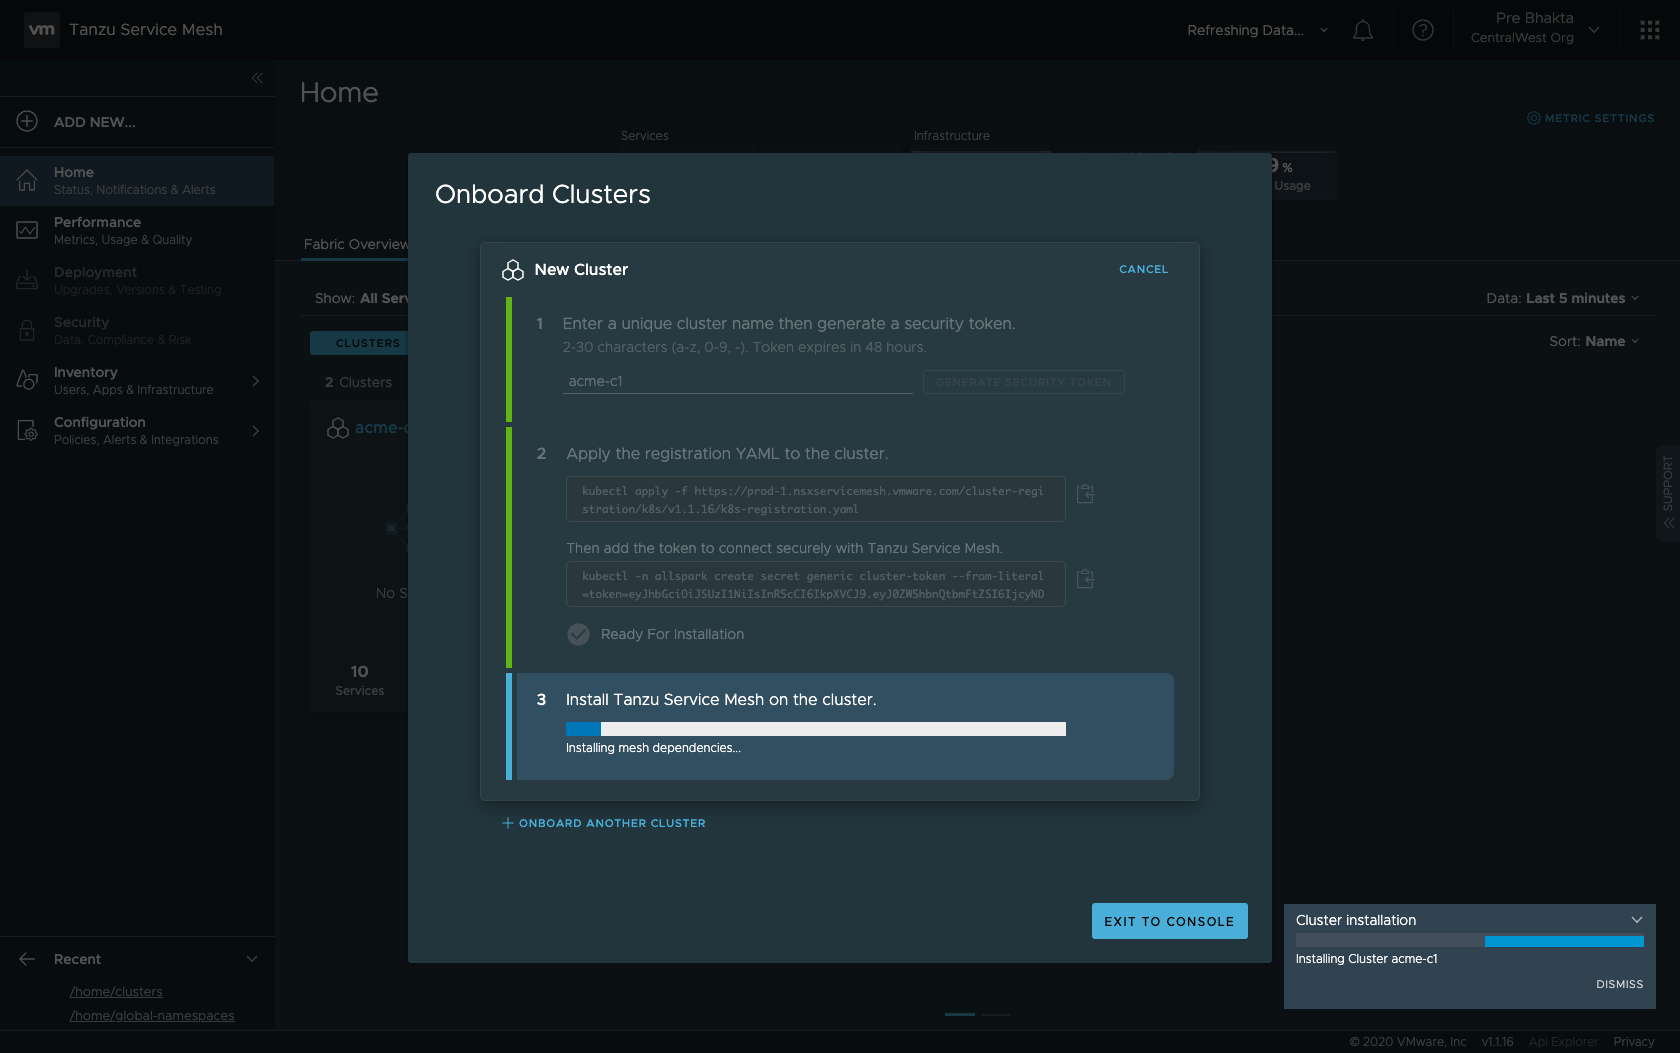 vm Tanzu Service Mesh
Refreshing Data...
Pre Bhakta
CentralWest Org
ADD NEW...
Home
Status, Notifications & Alerts
Performance
Metrics, Usage & Quality
Deployment
Upgrades, Versions & Testing
Security
Data, Compliance & Risk
Inventory
Users, Apps & Infrastructure
Configuration
Policies, Alerts & Integrations
Recent
/home/clusters
/home/global-namespaces
Home
METRIC SETTINGS
Services
Infrastructure
9 %
Usage
Fabric Overview
Show: All Serv
Data: Last 5 minutes
CLUSTERS
Sort: Name
2 Clusters
acme-c
No S
10
Services
Onboard Clusters
New Cluster
CANCEL
1 Enter a unique cluster name then generate a security token.
2-30 characters (a-z, 0-9, -). Token expires in 48 hours.
acme-c1
GENERATE SECURITY TOKEN
2 Apply the registration YAML to the cluster.
kubectl apply -f https://prod-1.nsxservicemesh.vmware.com/cluster-regi
stration/k8s/v1.1.16/k8s-registration.yaml
Then add the token to connect securely with Tanzu Service Mesh.
kubectl -n allspark create secret generic cluster-token --from-literal
=token=eyJhbGciOiJSUzI1NiIsInR5cCI6IkpXVCJ9.eyJ0ZW5hbnQtbmFtZSI6IjcyND
Ready For Installation
3 Install Tanzu Service Mesh on the cluster.
Installing mesh dependencies...
ONBOARD ANOTHER CLUSTER
EXIT TO CONSOLE
SUPPORT
Cluster installation
Installing Cluster acme-c1
DISMISS
© 2020 VMware, Inc v1.1.16 Api Explorer Privacy